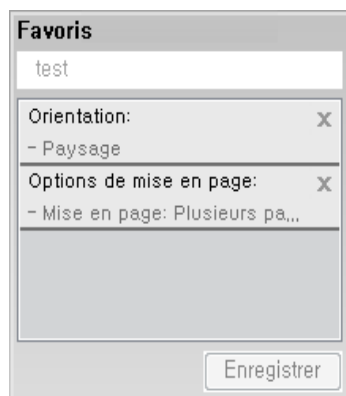 Favoris
test
Orientation: x
- Paysage
Options de mise en page: x
- Mise en page: Plusieurs pa...
Enregistrer